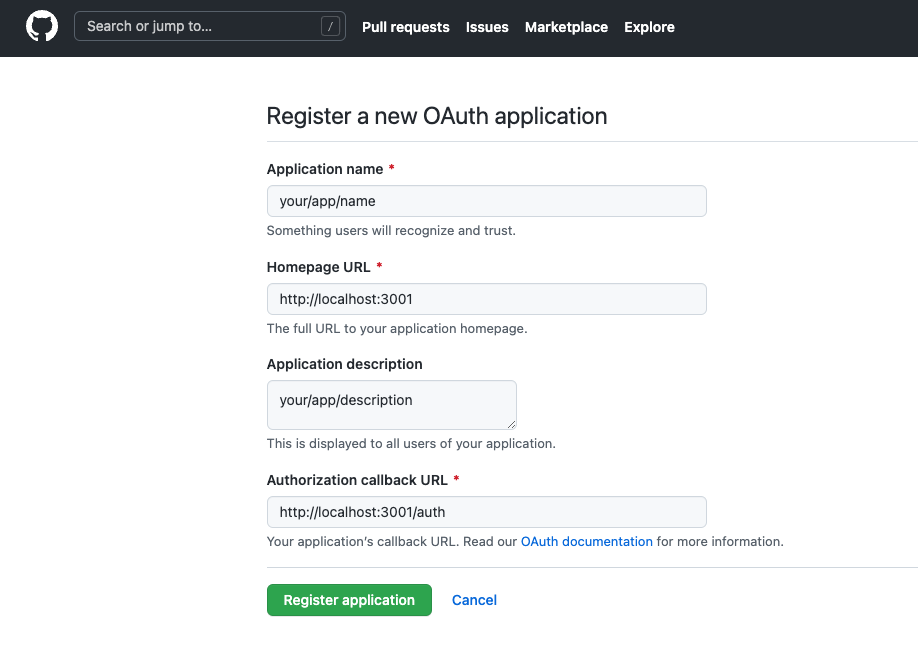 Search or jump to... /
Pull requests Issues Marketplace Explore
Register a new OAuth application
Application name *
your/app/name
Something users will recognize and trust.
Homepage URL *
http://localhost:3001
The full URL to your application homepage.
Application description
your/app/description
This is displayed to all users of your application.
Authorization callback URL *
http://localhost:3001/auth
Your application’s callback URL. Read our OAuth documentation for more information.
Register application Cancel